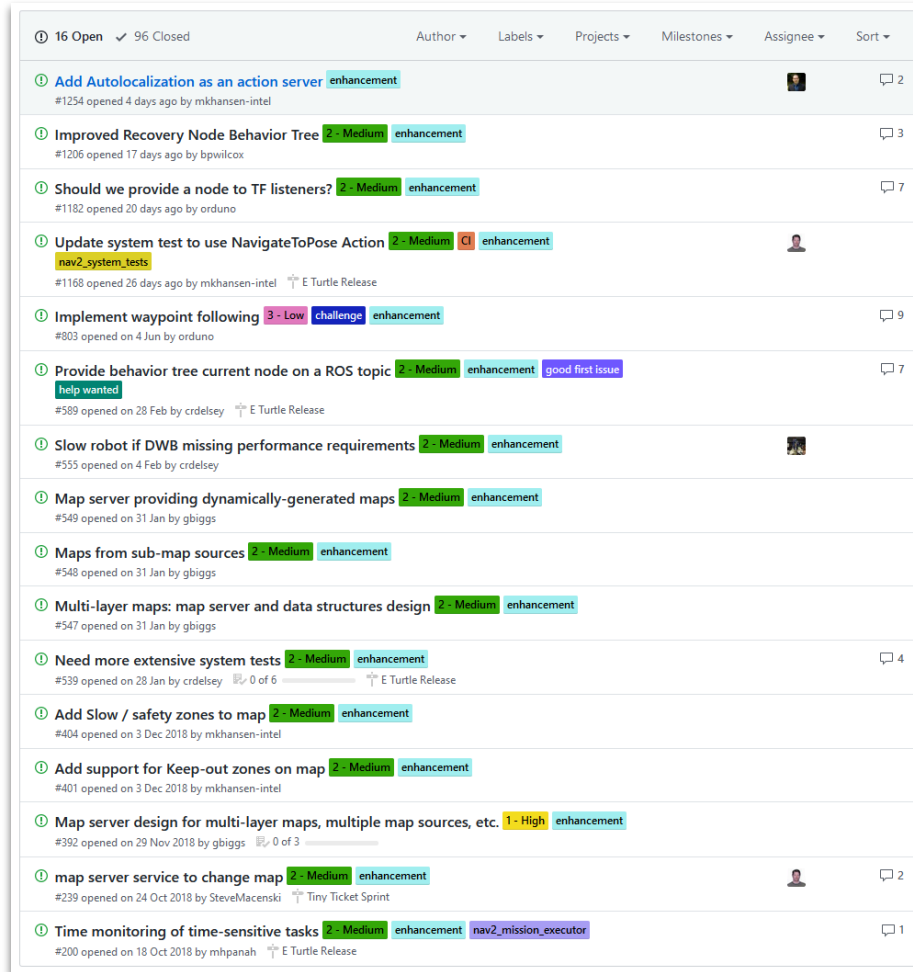 16 Open 96 Closed Author Labels Projects Milestones Assignee Sort
Add Autolocalization as an action server enhancement 2
#1254 opened 4 days ago by mkhansen-intel
Improved Recovery Node Behavior Tree 2 - Medium enhancement 3
#1206 opened 17 days ago by bpwilcox
Should we provide a node to TF listeners? 2 - Medium enhancement 7
#1182 opened 20 days ago by orduno
Update system test to use NavigateToPose Action 2 - Medium CI enhancement
nav2_system_tests
#1168 opened 26 days ago by mkhansen-intel E Turtle Release
Implement waypoint following 3 - Low challenge enhancement 9
#803 opened on 4 Jun by orduno
Provide behavior tree current node on a ROS topic 2 - Medium enhancement good first issue 7
help wanted
#589 opened on 28 Feb by crdelsey E Turtle Release
Slow robot if DWB missing performance requirements 2 - Medium enhancement
#555 opened on 4 Feb by crdelsey
Map server providing dynamically-generated maps 2 - Medium enhancement
#549 opened on 31 Jan by gbiggs
Maps from sub-map sources 2 - Medium enhancement
#548 opened on 31 Jan by gbiggs
Multi-layer maps: map server and data structures design 2 - Medium enhancement
#547 opened on 31 Jan by gbiggs
Need more extensive system tests 2 - Medium enhancement 4
#539 opened on 28 Jan by crdelsey 0 of 6 E Turtle Release
Add Slow / safety zones to map 2 - Medium enhancement
#404 opened on 3 Dec 2018 by mkhansen-intel
Add support for Keep-out zones on map 2 - Medium enhancement
#401 opened on 3 Dec 2018 by mkhansen-intel
Map server design for multi-layer maps, multiple map sources, etc. 1 - High enhancement
#392 opened on 29 Nov 2018 by gbiggs 0 of 3
map server service to change map 2 - Medium enhancement 2
#239 opened on 24 Oct 2018 by SteveMacenski Tiny Ticket Sprint
Time monitoring of time-sensitive tasks 2 - Medium enhancement nav2_mission_executor 1
#200 opened on 18 Oct 2018 by mhpanah E Turtle Release